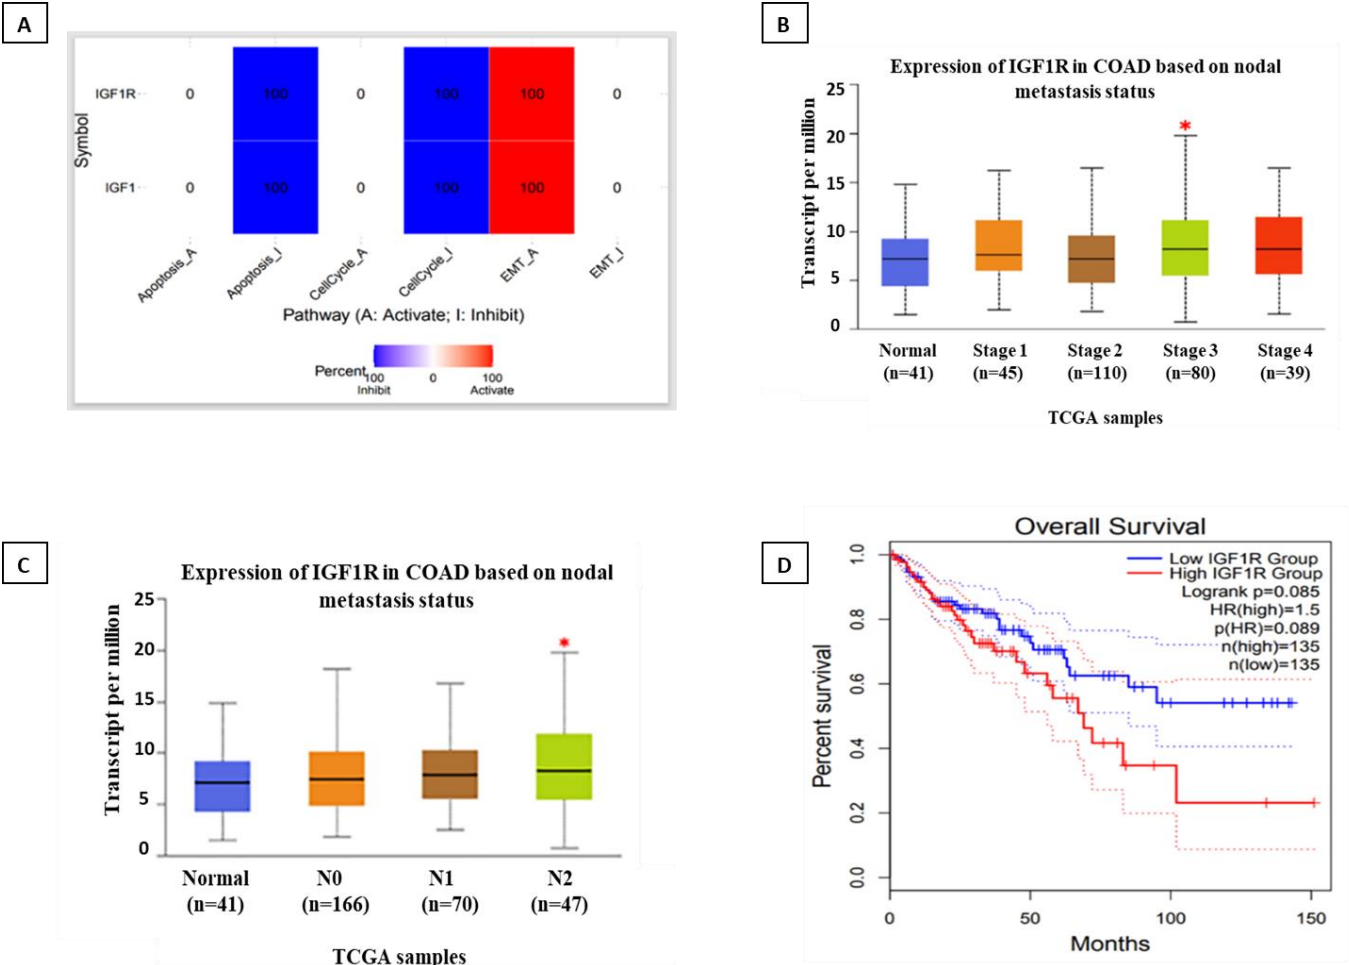 A
Symbol
IGF1R
0
100
0
100
100
0
IGF1
0
100
0
100
100
0
Apoptosis_A
Apoptosis_I
CellCycle_A
CellCycle_I
EMT_A
EMT_I
Pathway (A: Activate; I: Inhibit)
Percent
100
0
100
Inhibit
Activate
B
Expression of IGF1R in COAD based on nodal
metastasis status
Transcript per million
25
20
15
10
5
0
*
Normal
(n=41)
Stage 1
(n=45)
Stage 2
(n=110)
Stage 3
(n=80)
Stage 4
(n=39)
TCGA samples
C
Expression of IGF1R in COAD based on nodal
metastasis status
Transcript per million
25
20
15
10
5
0
*
Normal
(n=41)
N0
(n=166)
N1
(n=70)
N2
(n=47)
TCGA samples
D
Overall Survival
Low IGF1R Group
High IGF1R Group
Logrank p=0.085
HR(high)=1.5
p(HR)=0.089
n(high)=135
n(low)=135
Percent survival
1.0
0.8
0.6
0.4
0.2
0.0
0
50
100
150
Months